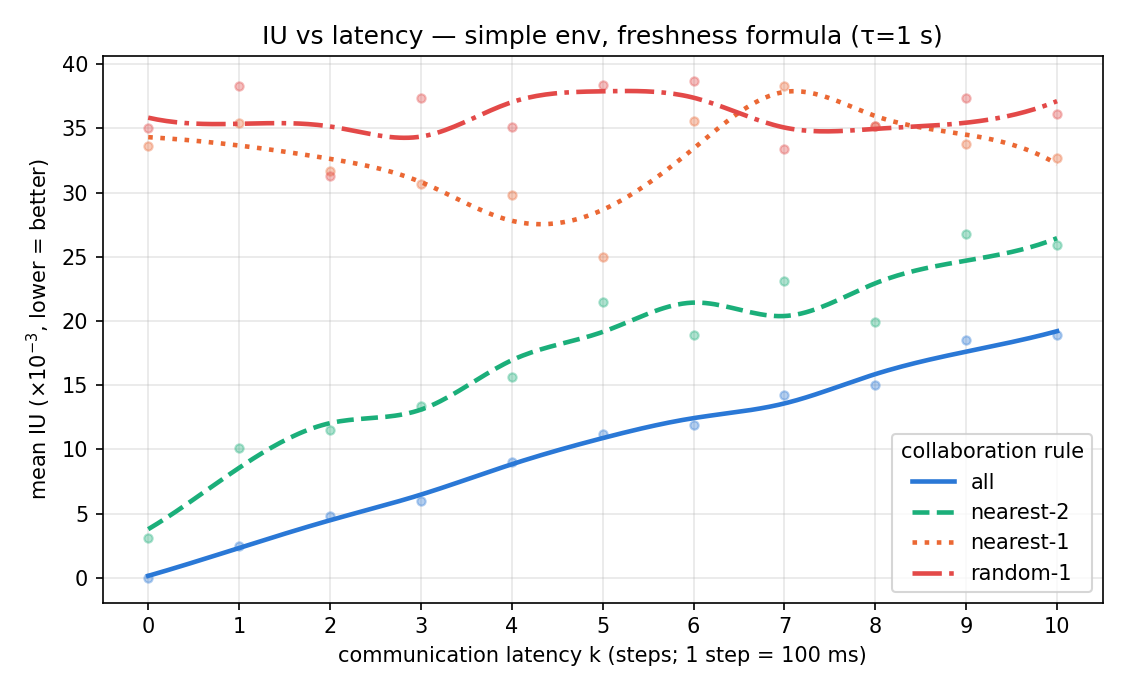 IU vs latency — simple env, freshness formula (τ=1 s)
mean IU (×10⁻³, lower = better)
40
35
30
25
20
15
10
5
0
collaboration rule
all
nearest-2
nearest-1
random-1
0 1 2 3 4 5 6 7 8 9 10
communication latency k (steps; 1 step = 100 ms)